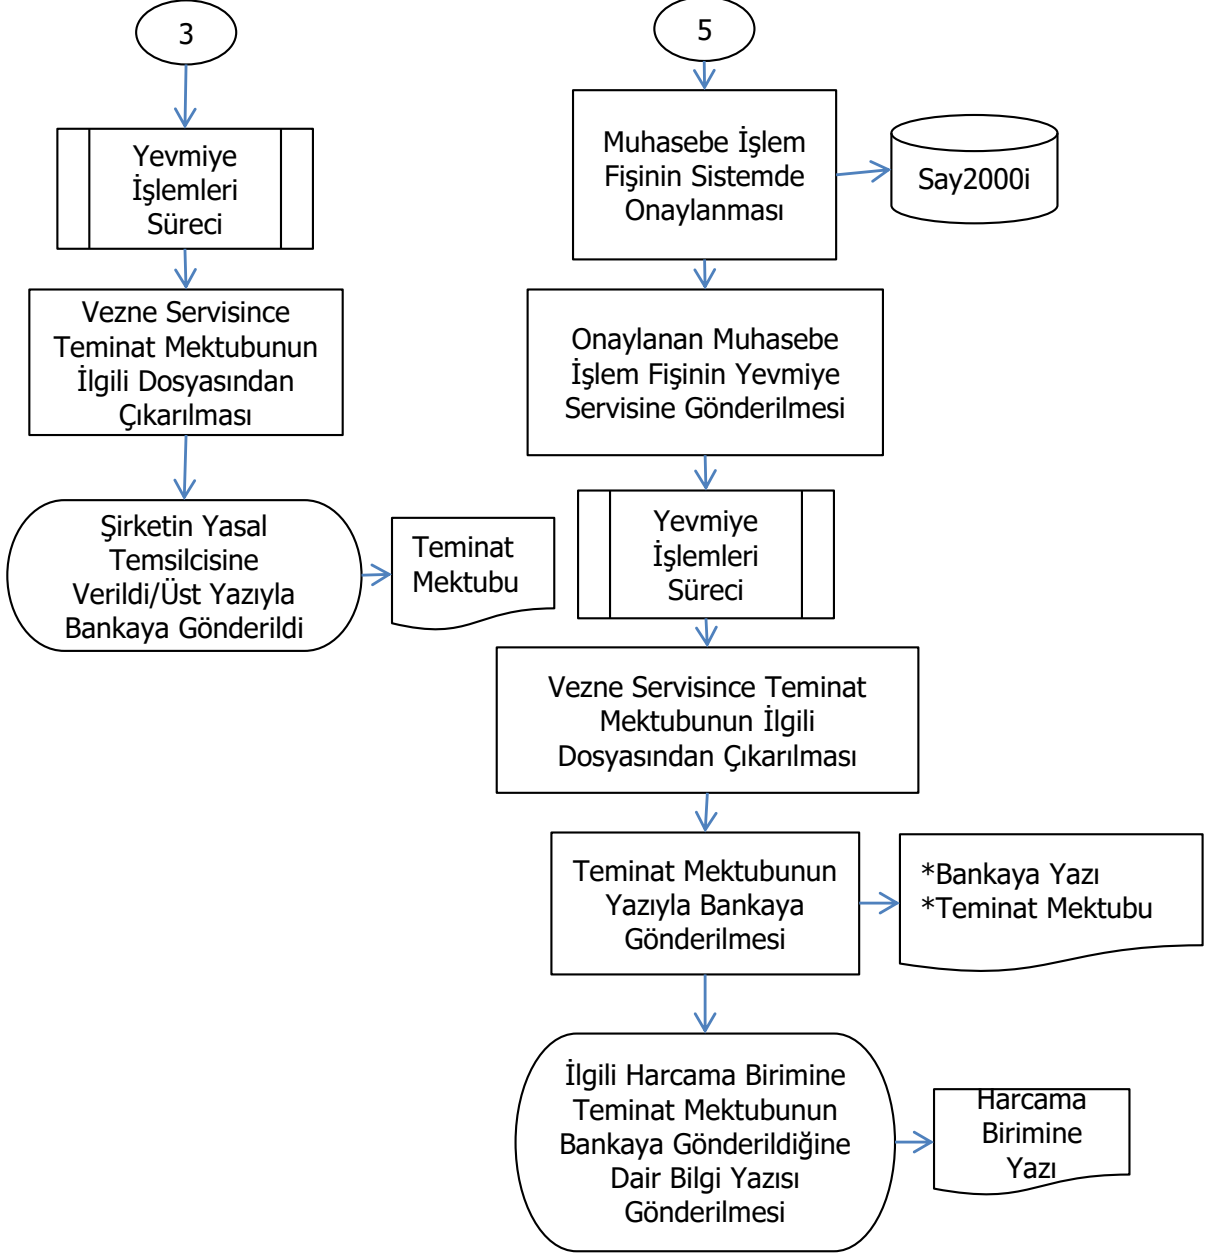 3
Yevmiye
İşlemleri
Süreci
Vezne Servisince
Teminat Mektubunun
İlgili Dosyasından
Çıkarılması
Şirketin Yasal
Temsilcisine
Verildi/Üst Yazıyla
Bankaya Gönderildi
Teminat
Mektubu
5
Muhasebe İşlem
Fişinin Sistemde
Onaylanması
Say2000i
Onaylanan Muhasebe
İşlem Fişinin Yevmiye
Servisine Gönderilmesi
Yevmiye
İşlemleri
Süreci
Vezne Servisince Teminat
Mektubunun İlgili
Dosyasından Çıkarılması
Teminat Mektubunun
Yazıyla Bankaya
Gönderilmesi
*Bankaya Yazı
*Teminat Mektubu
İlgili Harcama Birimine
Teminat Mektubunun
Bankaya Gönderildiğine
Dair Bilgi Yazısı
Gönderilmesi
Harcama
Birimine
Yazı